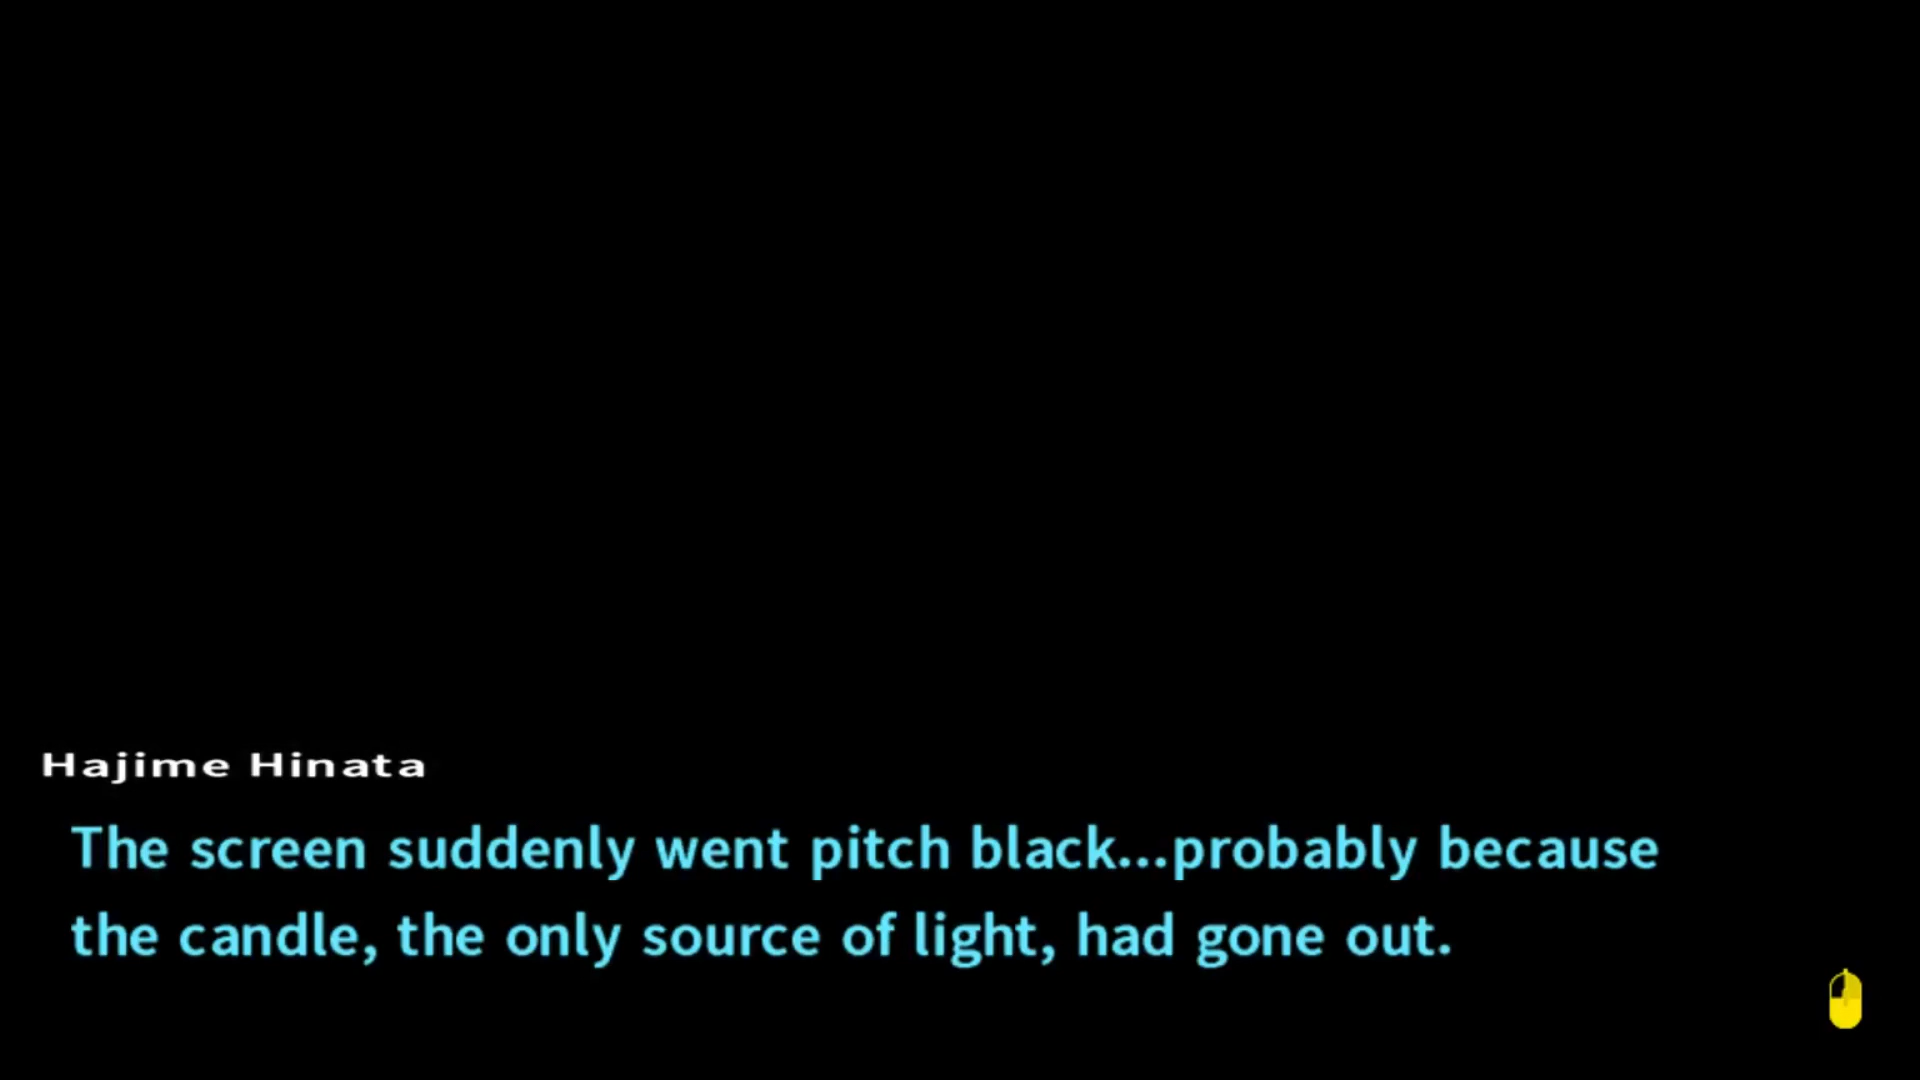 Hajime Hinata
The screen suddenly went pitch black...probably because
the candle, the only source of light, had gone out.